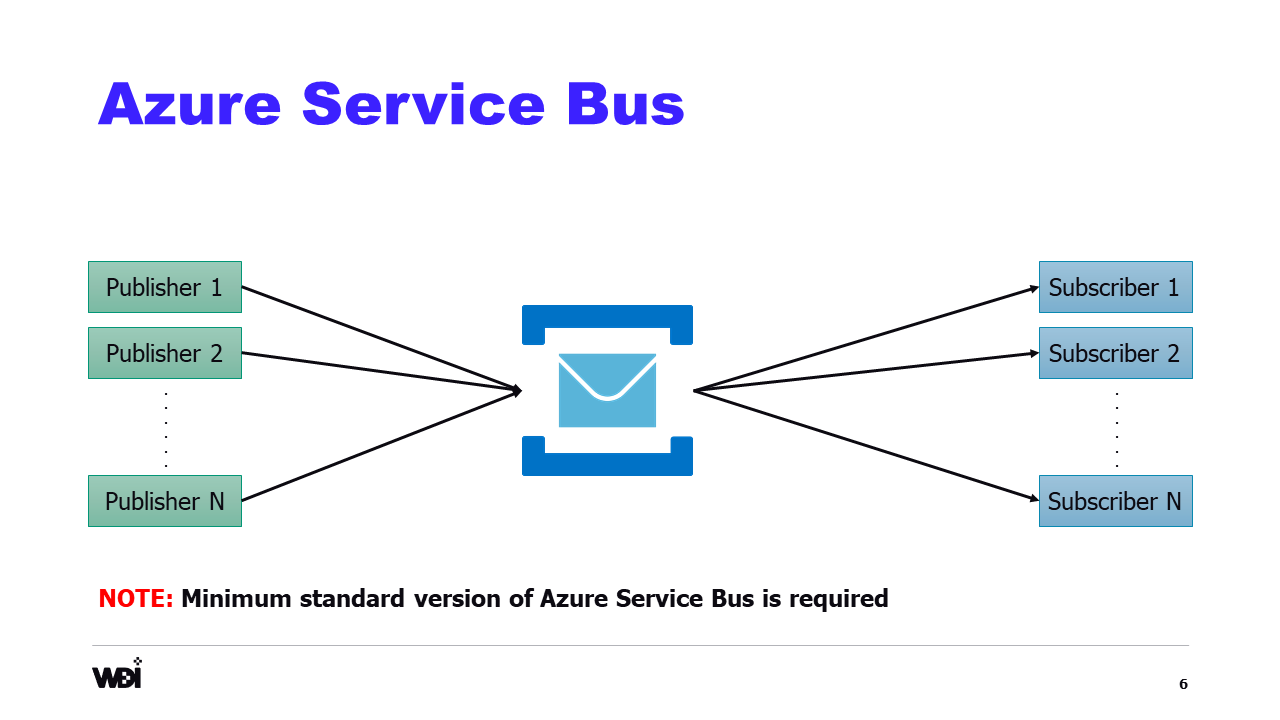 Azure Service Bus
Publisher 1
Publisher 2
Publisher N
Subscriber 1
Subscriber 2
Subscriber N
NOTE: Minimum standard version of Azure Service Bus is required
WDI
6